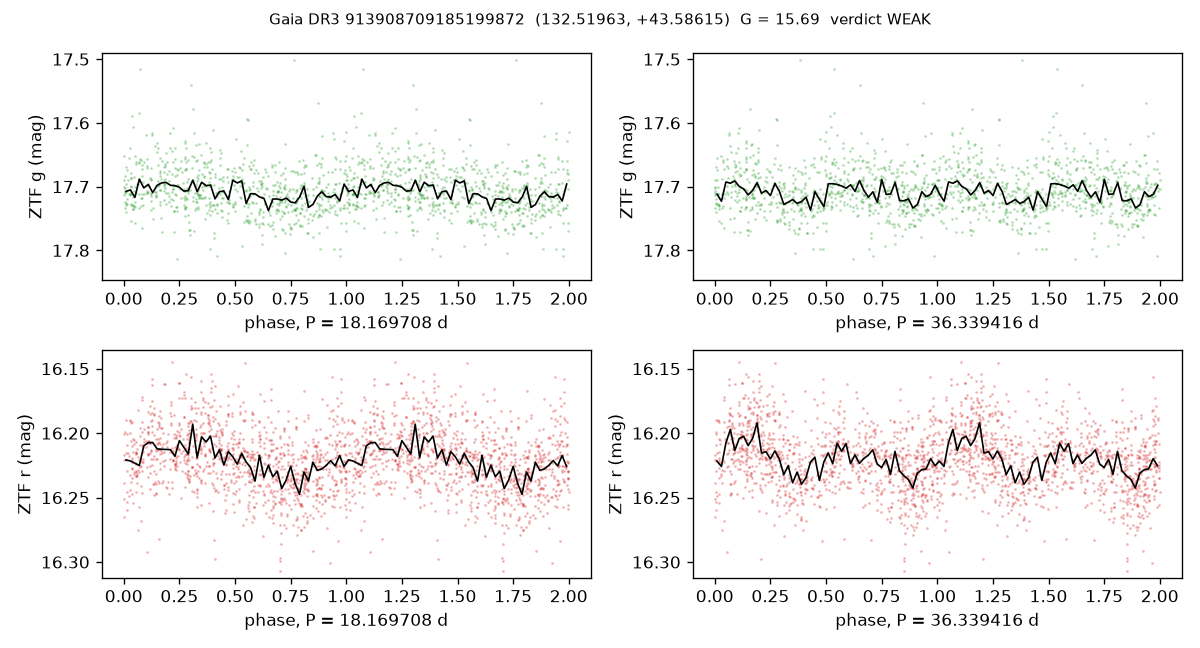 Gaia DR3 913908709185199872  (132.51963, +43.58615)  G = 15.69  verdict WEAK
17.5
17.6
17.7
17.8
ZTF g (mag)
0.00 0.25 0.50 0.75 1.00 1.25 1.50 1.75 2.00
phase, P = 18.169708 d
17.5
17.6
17.7
17.8
ZTF g (mag)
0.00 0.25 0.50 0.75 1.00 1.25 1.50 1.75 2.00
phase, P = 36.339416 d
16.15
16.20
16.25
16.30
ZTF r (mag)
0.00 0.25 0.50 0.75 1.00 1.25 1.50 1.75 2.00
phase, P = 18.169708 d
16.15
16.20
16.25
16.30
ZTF r (mag)
0.00 0.25 0.50 0.75 1.00 1.25 1.50 1.75 2.00
phase, P = 36.339416 d